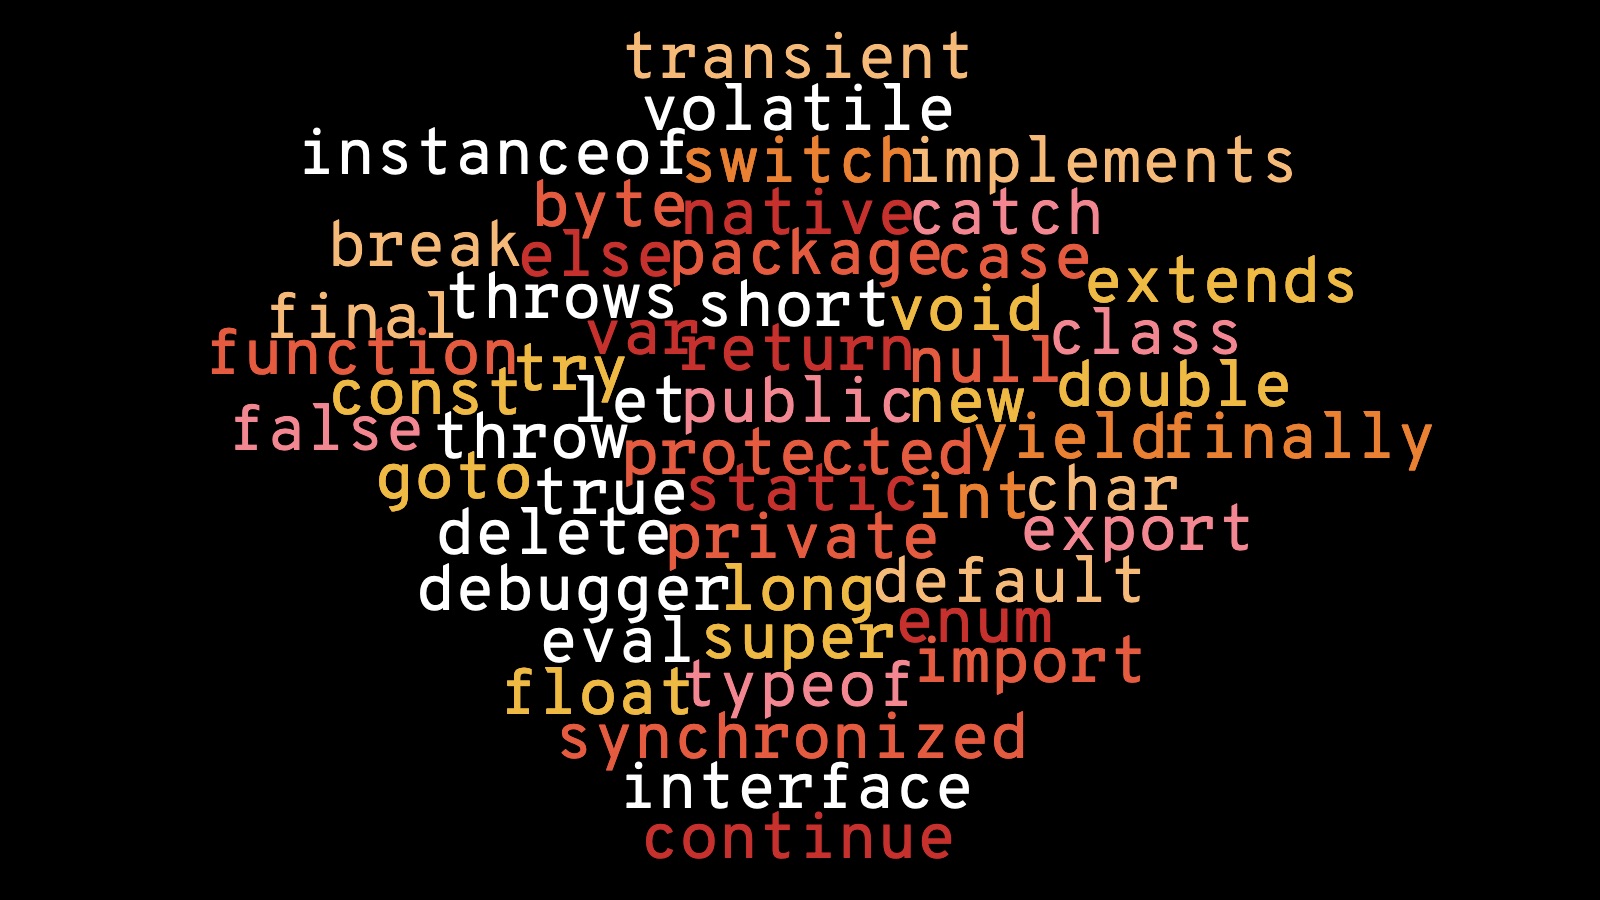 transient
volatile
instanceof switch implements
byte native catch
break else package case extends
final throws short void class
function try var return null double
const let public new
false throw protected yield finally
goto true static int char
delete private export
debugger long default
eval super enum
float typeof import
synchronized
interface
continue